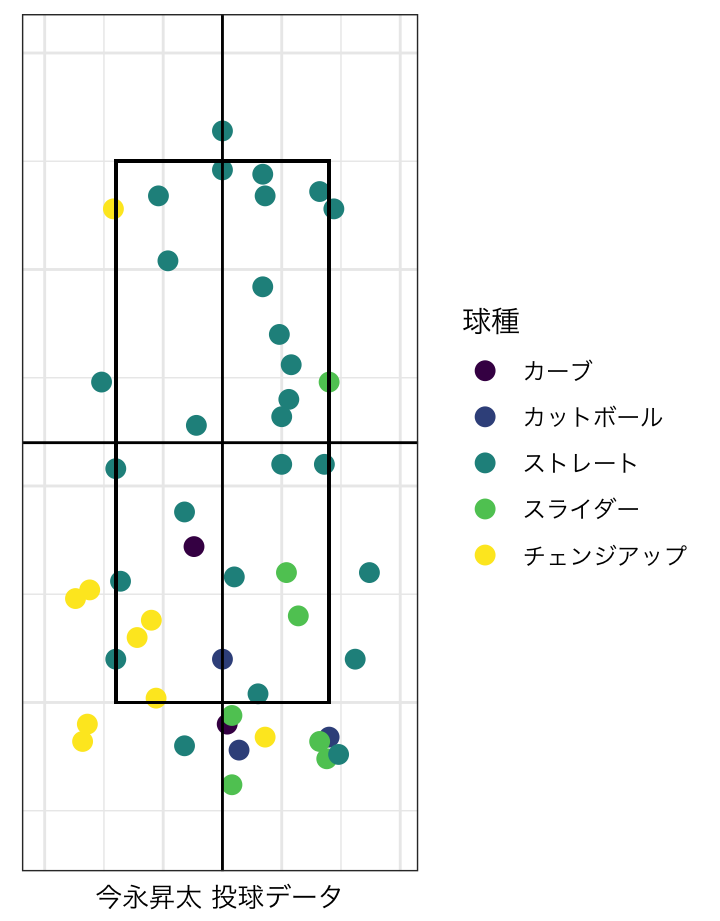 球種
カーブ
カットボール
ストレート
スライダー
チェンジアップ
今永昇太 投球データ